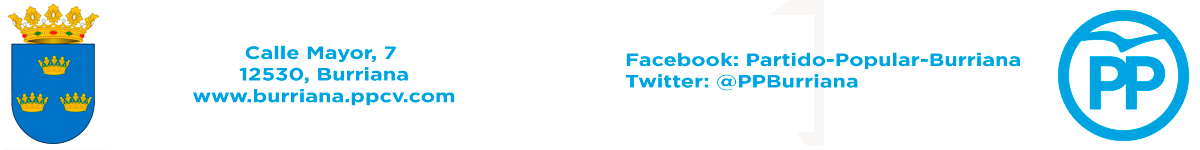 Calle Mayor, 7
12530, Burriana
www.burriana.ppcv.com
Facebook: Partido-Popular-Burriana
Twitter: @PPBurriana
PP